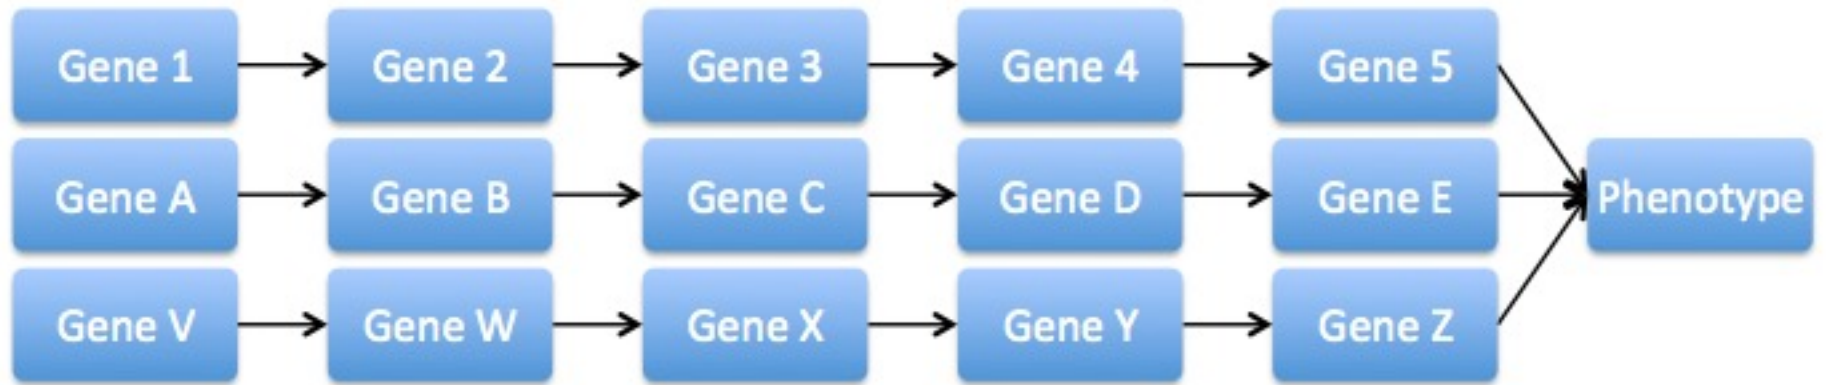 Gene 1 Gene 2 Gene 3 Gene 4 Gene 5
Gene A Gene B Gene C Gene D Gene E Phenotype
Gene V Gene W Gene X Gene Y Gene Z